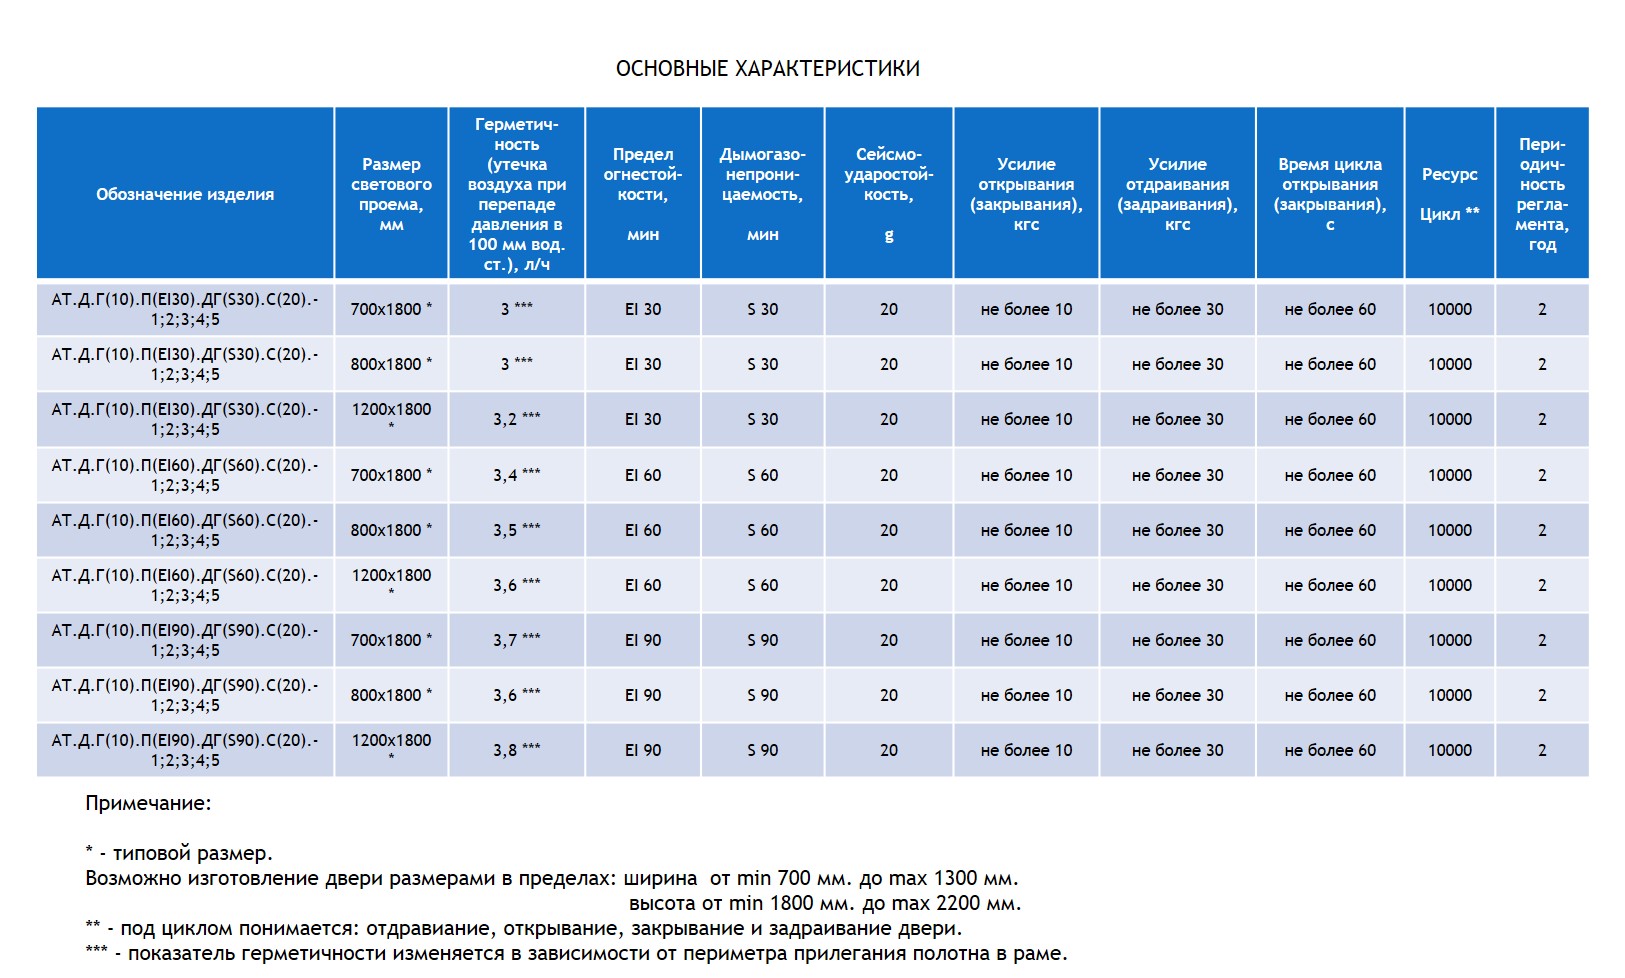 ОСНОВНЫЕ ХАРАКТЕРИСТИКИ
Обозначение изделия
Размер
светового
проема,
мм
Герметич-
ность
(утечка
воздуха при
перепаде
давления в
100 мм вод.
ст.), л/ч
Предел
огнестой-
кости,
мин
Дымогазо-
непрони-
цаемость,
мин
Сейсмо-
ударостой-
кость,
g
Усилие
открывания
(закрывания),
кгс
Усилие
отдраивания
(задраивания),
кгс
Время цикла
открывания
(закрывания),
с
Ресурс
Цикл **
Пери-
одич-
ность
регла-
мента,
год
АТ.Д.Г(10).П(EI30).ДГ(S30).С(20).-
1;2;3;4;5
700х1800 *
3 ***
EI 30
S 30
20
не более 10
не более 30
не более 60
10000
2
АТ.Д.Г(10).П(EI30).ДГ(S30).С(20).-
1;2;3;4;5
800х1800 *
3 ***
EI 30
S 30
20
не более 10
не более 30
не более 60
10000
2
АТ.Д.Г(10).П(EI30).ДГ(S30).С(20).-
1;2;3;4;5
1200х1800
*
3,2 ***
EI 30
S 30
20
не более 10
не более 30
не более 60
10000
2
АТ.Д.Г(10).П(EI60).ДГ(S60).С(20).-
1;2;3;4;5
700х1800 *
3,4 ***
EI 60
S 60
20
не более 10
не более 30
не более 60
10000
2
АТ.Д.Г(10).П(EI60).ДГ(S60).С(20).-
1;2;3;4;5
800х1800 *
3,5 ***
EI 60
S 60
20
не более 10
не более 30
не более 60
10000
2
АТ.Д.Г(10).П(EI60).ДГ(S60).С(20).-
1;2;3;4;5
1200х1800
*
3,6 ***
EI 60
S 60
20
не более 10
не более 30
не более 60
10000
2
АТ.Д.Г(10).П(EI90).ДГ(S90).С(20).-
1;2;3;4;5
700х1800 *
3,7 ***
EI 90
S 90
20
не более 10
не более 30
не более 60
10000
2
АТ.Д.Г(10).П(EI90).ДГ(S90).С(20).-
1;2;3;4;5
800х1800 *
3,6 ***
EI 90
S 90
20
не более 10
не более 30
не более 60
10000
2
АТ.Д.Г(10).П(EI90).ДГ(S90).С(20).-
1;2;3;4;5
1200х1800
*
3,8 ***
EI 90
S 90
20
не более 10
не более 30
не более 60
10000
2
Примечание:
* - типовой размер.
Возможно изготовление двери размерами в пределах: ширина от min 700 мм. до max 1300 мм.
высота от min 1800 мм. до max 2200 мм.
** - под циклом понимается: отдравиание, открывание, закрывание и задраивание двери.
*** - показатель герметичности изменяется в зависимости от периметра прилегания полотна в раме.